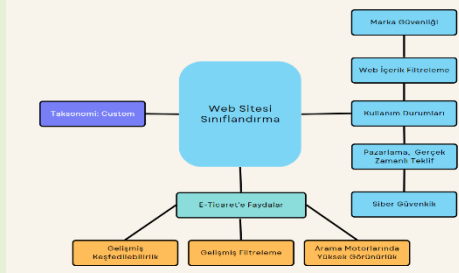 Marka Güvenliği
Web İçerik Filtreleme
Web Sitesi
Sınıflandırma
Taksonomi: Custom
Kullanım Durumları
Pazarlama, Gerçek
Zamanlı Teklif
Siber Güvenkik
E-Ticaret'e Faydalar
Gelişmiş
Keşfedilebilirlik
Gelişmiş Filtreleme
Arama Motorlarında
Yüksek Görünürlük